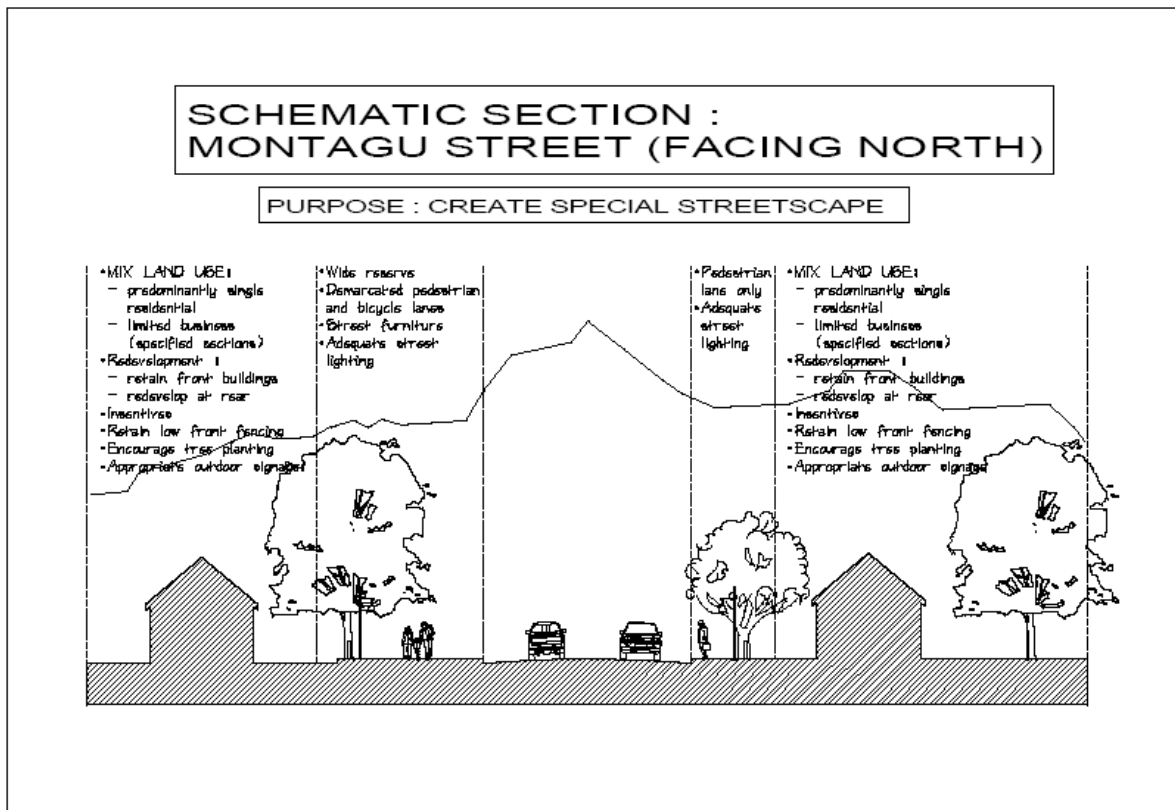 SCHEMATIC SECTION :
MONTAGU STREET (FACING NORTH)
PURPOSE : CREATE SPECIAL STREETSCAPE
•MIX LAND USE:
– predominantly single
residential
– limited business
(specified sections)
•Redevelopment :
– retain front buildings
– redevelop at rear
•Incentives
•Retain low front fencing
•Encourage tree planting
•Appropriate outdoor signage
•Wide reserve
•Demarcated pedestrian
and bicycle lanes
•Street furniture
•Adequate street
lighting
•Pedestrian
lane only
•Adequate
street
lighting
•MIX LAND USE:
– predominantly single
residential
– limited business
(specified sections)
•Redevelopment :
– retain front buildings
– redevelop at rear
•Incentives
•Retain low front fencing
•Encourage tree planting
•Appropriate outdoor signage